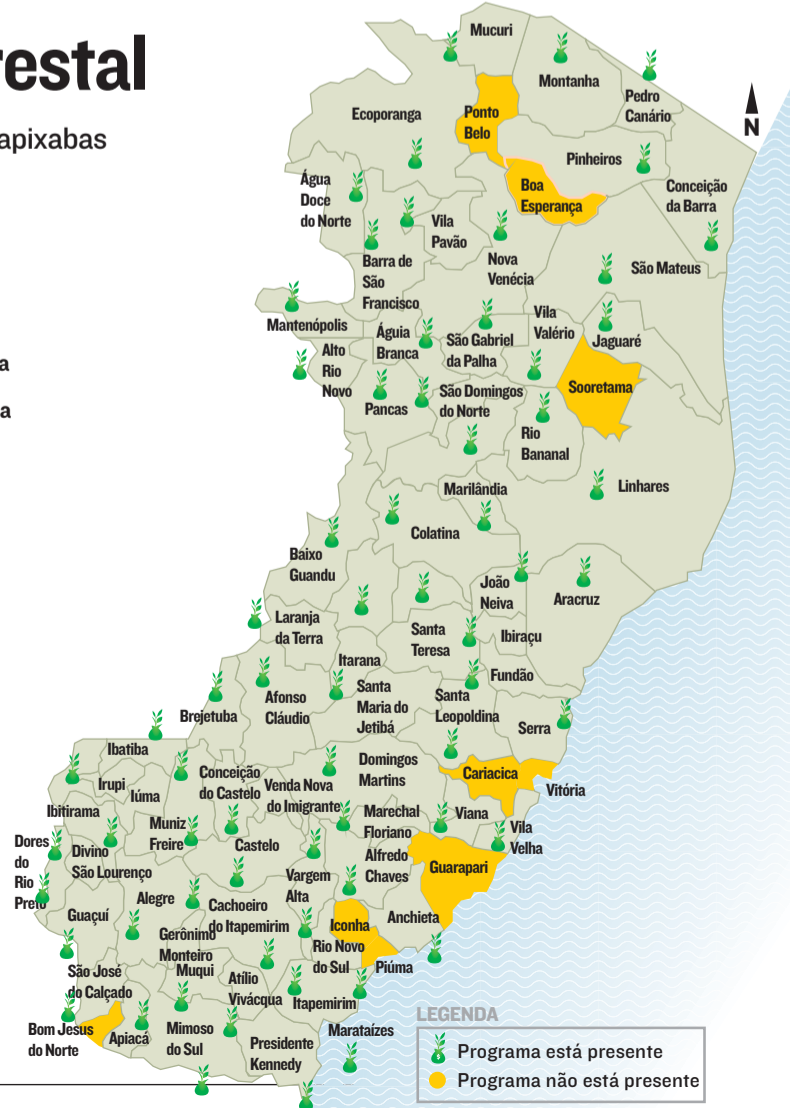 restal
apixabas
a
a
N
Mucuri
Montanha
Pedro
Canário
Ecoporanga
Ponto
Belo
Pinheiros
Água
Doce
do Norte
Boa
Esperança
Conceição
da Barra
Vila
Pavão
Barra de
São
Francisco
Nova
Venécia
São Mateus
Mantenópolis
Águia
Branca
São Gabriel
da Palha
Vila
Valério
Jaguaré
Alto
Rio
Novo
Pancas
São Domingos
do Norte
Sooretama
Rio
Bananal
Marilândia
Linhares
Colatina
Baixo
Guandu
João
Neiva
Aracruz
Laranja
da Terra
Santa
Teresa
Ibiraçu
Itarana
Fundão
Afonso
Cláudio
Santa
Maria do
Jetibá
Santa
Leopoldina
Brejetuba
Serra
Ibatiba
Conceição
do Castelo
Venda Nova
do Imigrante
Domingos
Martins
Cariacica
Vitória
Irupi
Iúma
Ibitirama
Muniz
Freire
Castelo
Marechal
Floriano
Viana
Vila
Velha
Dores
do
Rio
Preto
Divino
São Lourenço
Alfredo
Chaves
Guarapari
Vargem
Alta
Alegre
Cachoeiro
do Itapemirim
Guaçuí
Iconha
Anchieta
Gerônimo
Monteiro
Rio Novo
do Sul
Piúma
Muqui
São José
do Calçado
Atílio
Vivácqua
Itapemirim
Bom Jesus
do Norte
Apiacá
Mimoso
do Sul
Presidente
Kennedy
Marataízes
LEGENDA
Programa está presente
Programa não está presente